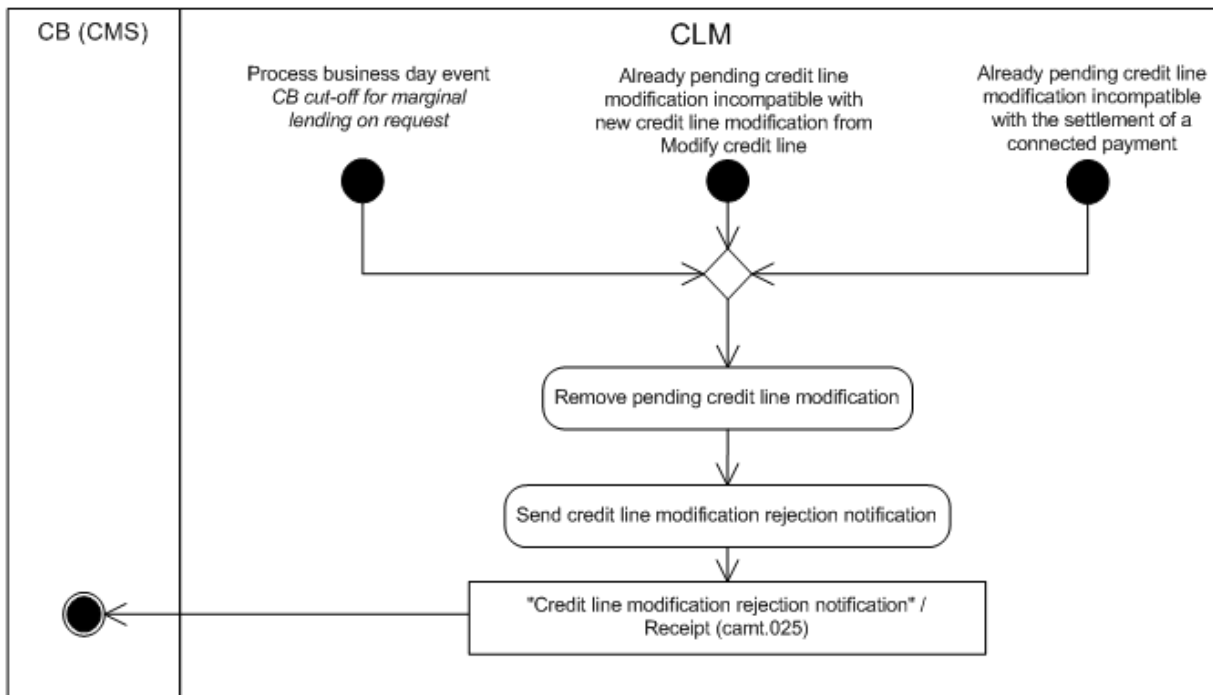 CB (CMS)
CLM
Process business day event
CB cut-off for marginal
lending on request
Already pending credit line
modification incompatible with
new credit line modification from
Modify credit line
Already pending credit line
modification incompatible
with the settlement of a
connected payment
Remove pending credit line modification
Send credit line modification rejection notification
"Credit line modification rejection notification" /
Receipt (camt.025)